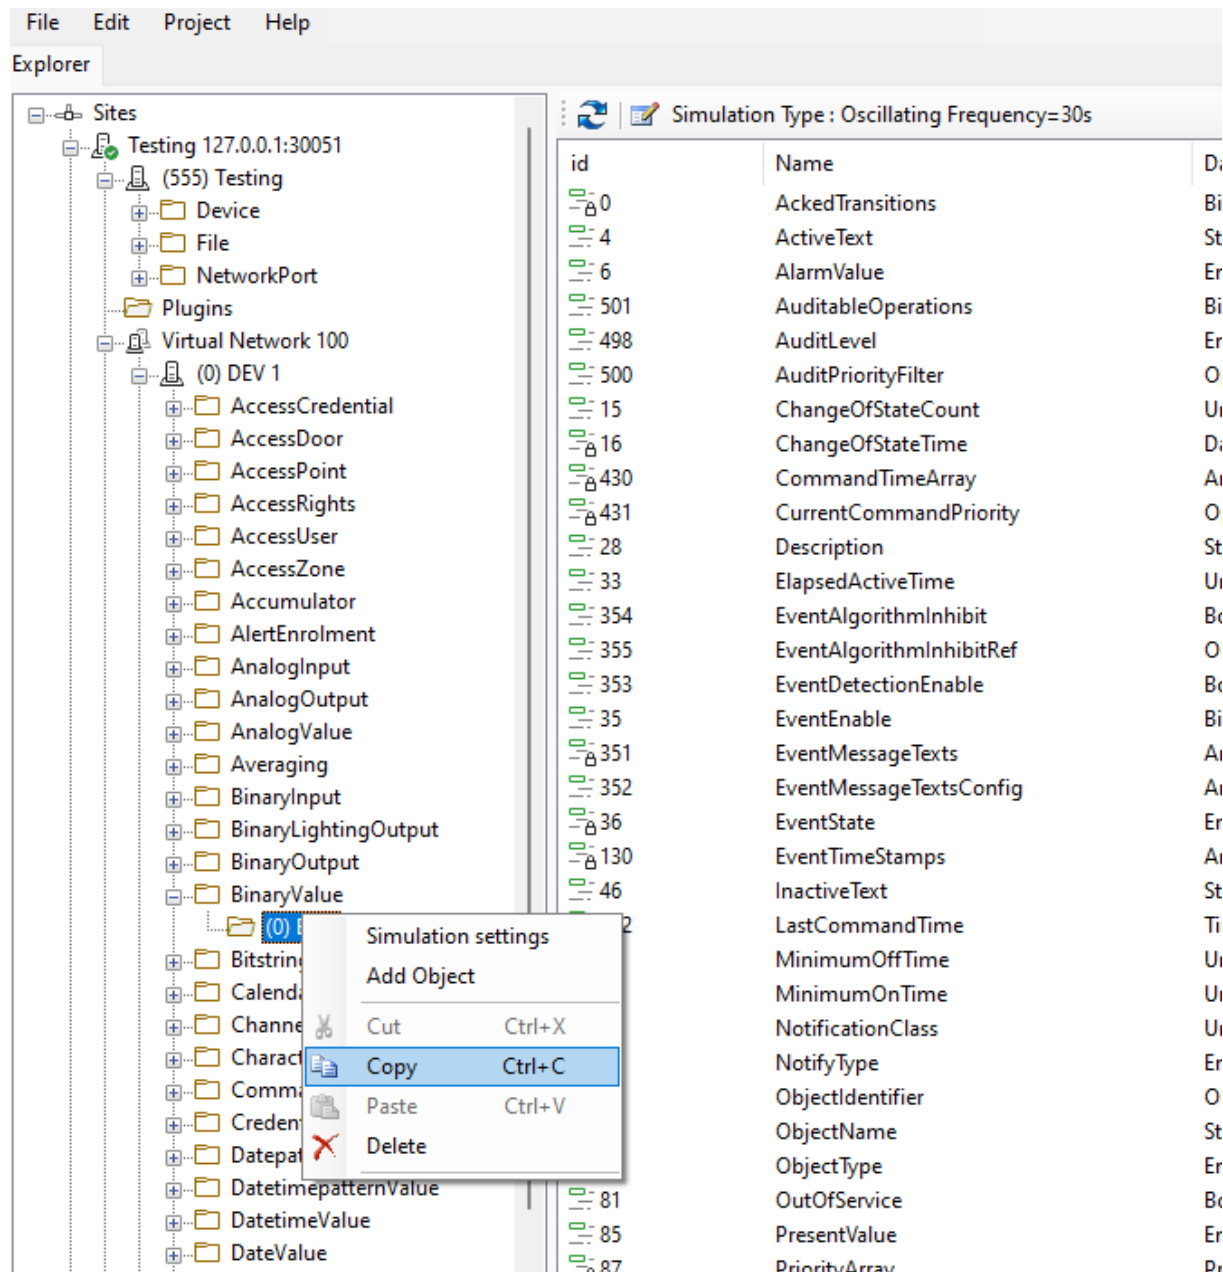 File Edit Project Help
Explorer
Sites
Testing 127.0.0.1:30051
(555) Testing
Device
File
NetworkPort
Plugins
Virtual Network 100
(0) DEV 1
AccessCredential
AccessDoor
AccessPoint
AccessRights
AccessUser
AccessZone
Accumulator
AlertEnrolment
AnalogInput
AnalogOutput
AnalogValue
Averaging
BinaryInput
BinaryLightingOutput
BinaryOutput
BinaryValue
(0)
DatetimepatternValue
DatetimeValue
DateValue
Simulation settings
Add Object
Cut Ctrl+X
Copy Ctrl+C
Paste Ctrl+V
Delete
Simulation Type : Oscillating Frequency=30s
id Name
0 AckedTransitions
4 ActiveText
6 AlarmValue
501 AuditableOperations
498 AuditLevel
500 AuditPriorityFilter
15 ChangeOfStateCount
16 ChangeOfStateTime
430 CommandTimeArray
431 CurrentCommandPriority
28 Description
33 ElapsedActiveTime
354 EventAlgorithmInhibit
355 EventAlgorithmInhibitRef
353 EventDetectionEnable
35 EventEnable
351 EventMessageTexts
352 EventMessageTextsConfig
36 EventState
130 EventTimeStamps
46 InactiveText
LastCommandTime
MinimumOffTime
MinimumOnTime
NotificationClass
NotifyType
ObjectIdentifier
ObjectName
ObjectType
81 OutOfService
85 PresentValue
87 PriorityArray